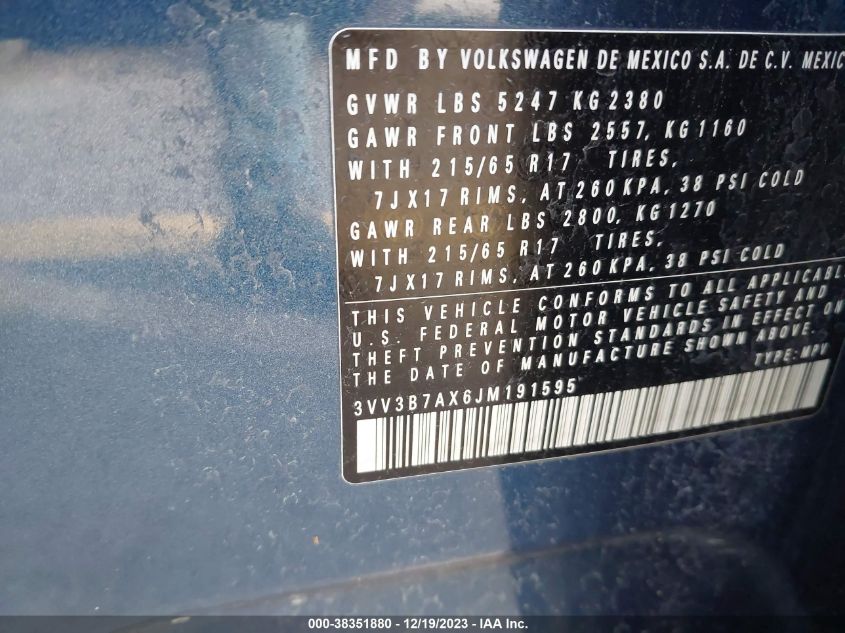 MFD BY VOLKSWAGEN DE MEXICO S.A. DE C.V. MEXIC
GVWR LBS 5247 KG 2380
GAWR FRONT LBS 2557, KG 1160
WITH 215/65 R17 TIRES,
7JX17 RIMS, AT 260 KPA, 38 PSI COLD
GAWR REAR LBS 2800, KG 1270
WITH 215/65 R17 TIRES,
7JX17 RIMS, AT 260 KPA, 38 PSI COLD
THIS VEHICLE CONFORMS TO ALL APPLICABLE
U.S. FEDERAL MOTOR VEHICLE SAFETY AND
THEFT PREVENTION STANDARDS IN EFFECT ON
THE DATE OF MANUFACTURE SHOWN ABOVE.
TYPE: MPV
3VV3B7AX6JM191595
000-38351880 - 12/19/2023 - IAA Inc.